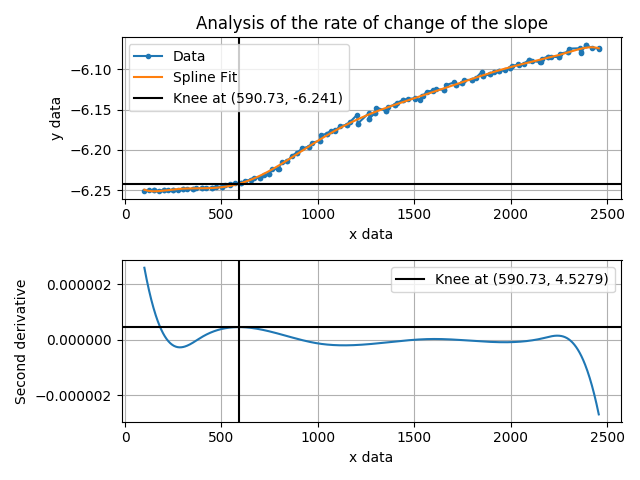 Analysis of the rate of change of the slope
y data
−6.10
−6.15
−6.20
−6.25
Data
Spline Fit
Knee at (590.73, -6.241)
0
500
1000
1500
2000
2500
x data
Second derivative
0.000002
0.000000
−0.000002
Knee at (590.73, 4.5279)
0
500
1000
1500
2000
2500
x data